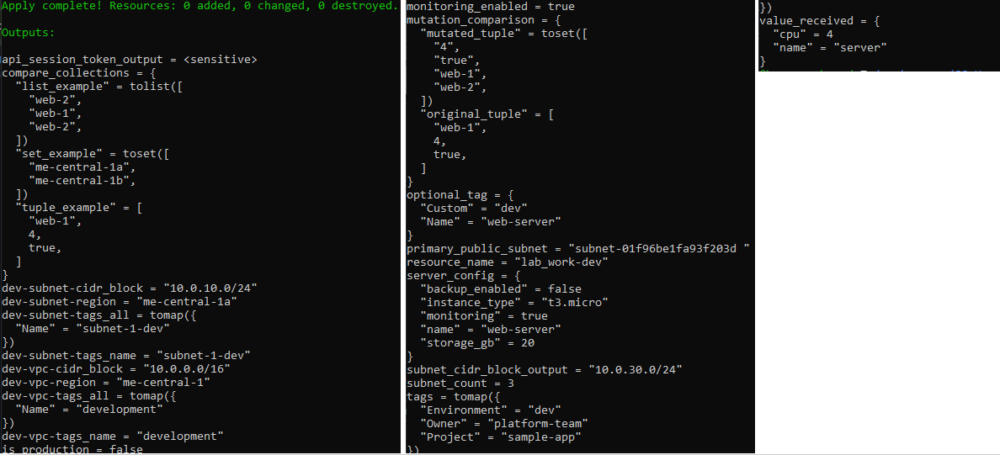 Apply complete! Resources: 0 added, 0 changed, 0 destroyed.

Outputs:

api_session_token_output = <sensitive>
compare_collections = {
  "list_example" = tolist([
    "web-2",
    "web-1",
    "web-2",
  ])
  "set_example" = toset([
    "me-central-1a",
    "me-central-1b",
  ])
  "tuple_example" = [
    "web-1",
    4,
    true,
  ]
}
dev-subnet-cidr_block = "10.0.10.0/24"
dev-subnet-region = "me-central-1a"
dev-subnet-tags_all = tomap({
  "Name" = "subnet-1-dev"
})
dev-subnet-tags_name = "subnet-1-dev"
dev-vpc-cidr_block = "10.0.0.0/16"
dev-vpc-region = "me-central-1"
dev-vpc-tags_all = tomap({
  "Name" = "development"
})
dev-vpc-tags_name = "development"
is_production = false
monitoring_enabled = true
mutation_comparison = {
  "mutated_tuple" = toset([
    "4",
    "true",
    "web-1",
    "web-2",
  ])
  "original_tuple" = [
    "web-1",
    4,
    true,
  ]
}
optional_tag = {
  "Custom" = "dev"
  "Name" = "web-server"
}
primary_public_subnet = "subnet-01f96be1fa93f203d "
resource_name = "lab_work-dev"
server_config = {
  "backup_enabled" = false
  "instance_type" = "t3.micro"
  "monitoring" = true
  "name" = "web-server"
  "storage_gb" = 20
}
subnet_cidr_block_output = "10.0.30.0/24"
subnet_count = 3
tags = tomap({
  "Environment" = "dev"
  "Owner" = "platform-team"
  "Project" = "sample-app"
})
})
value_received = {
  "cpu" = 4
  "name" = "server"
}